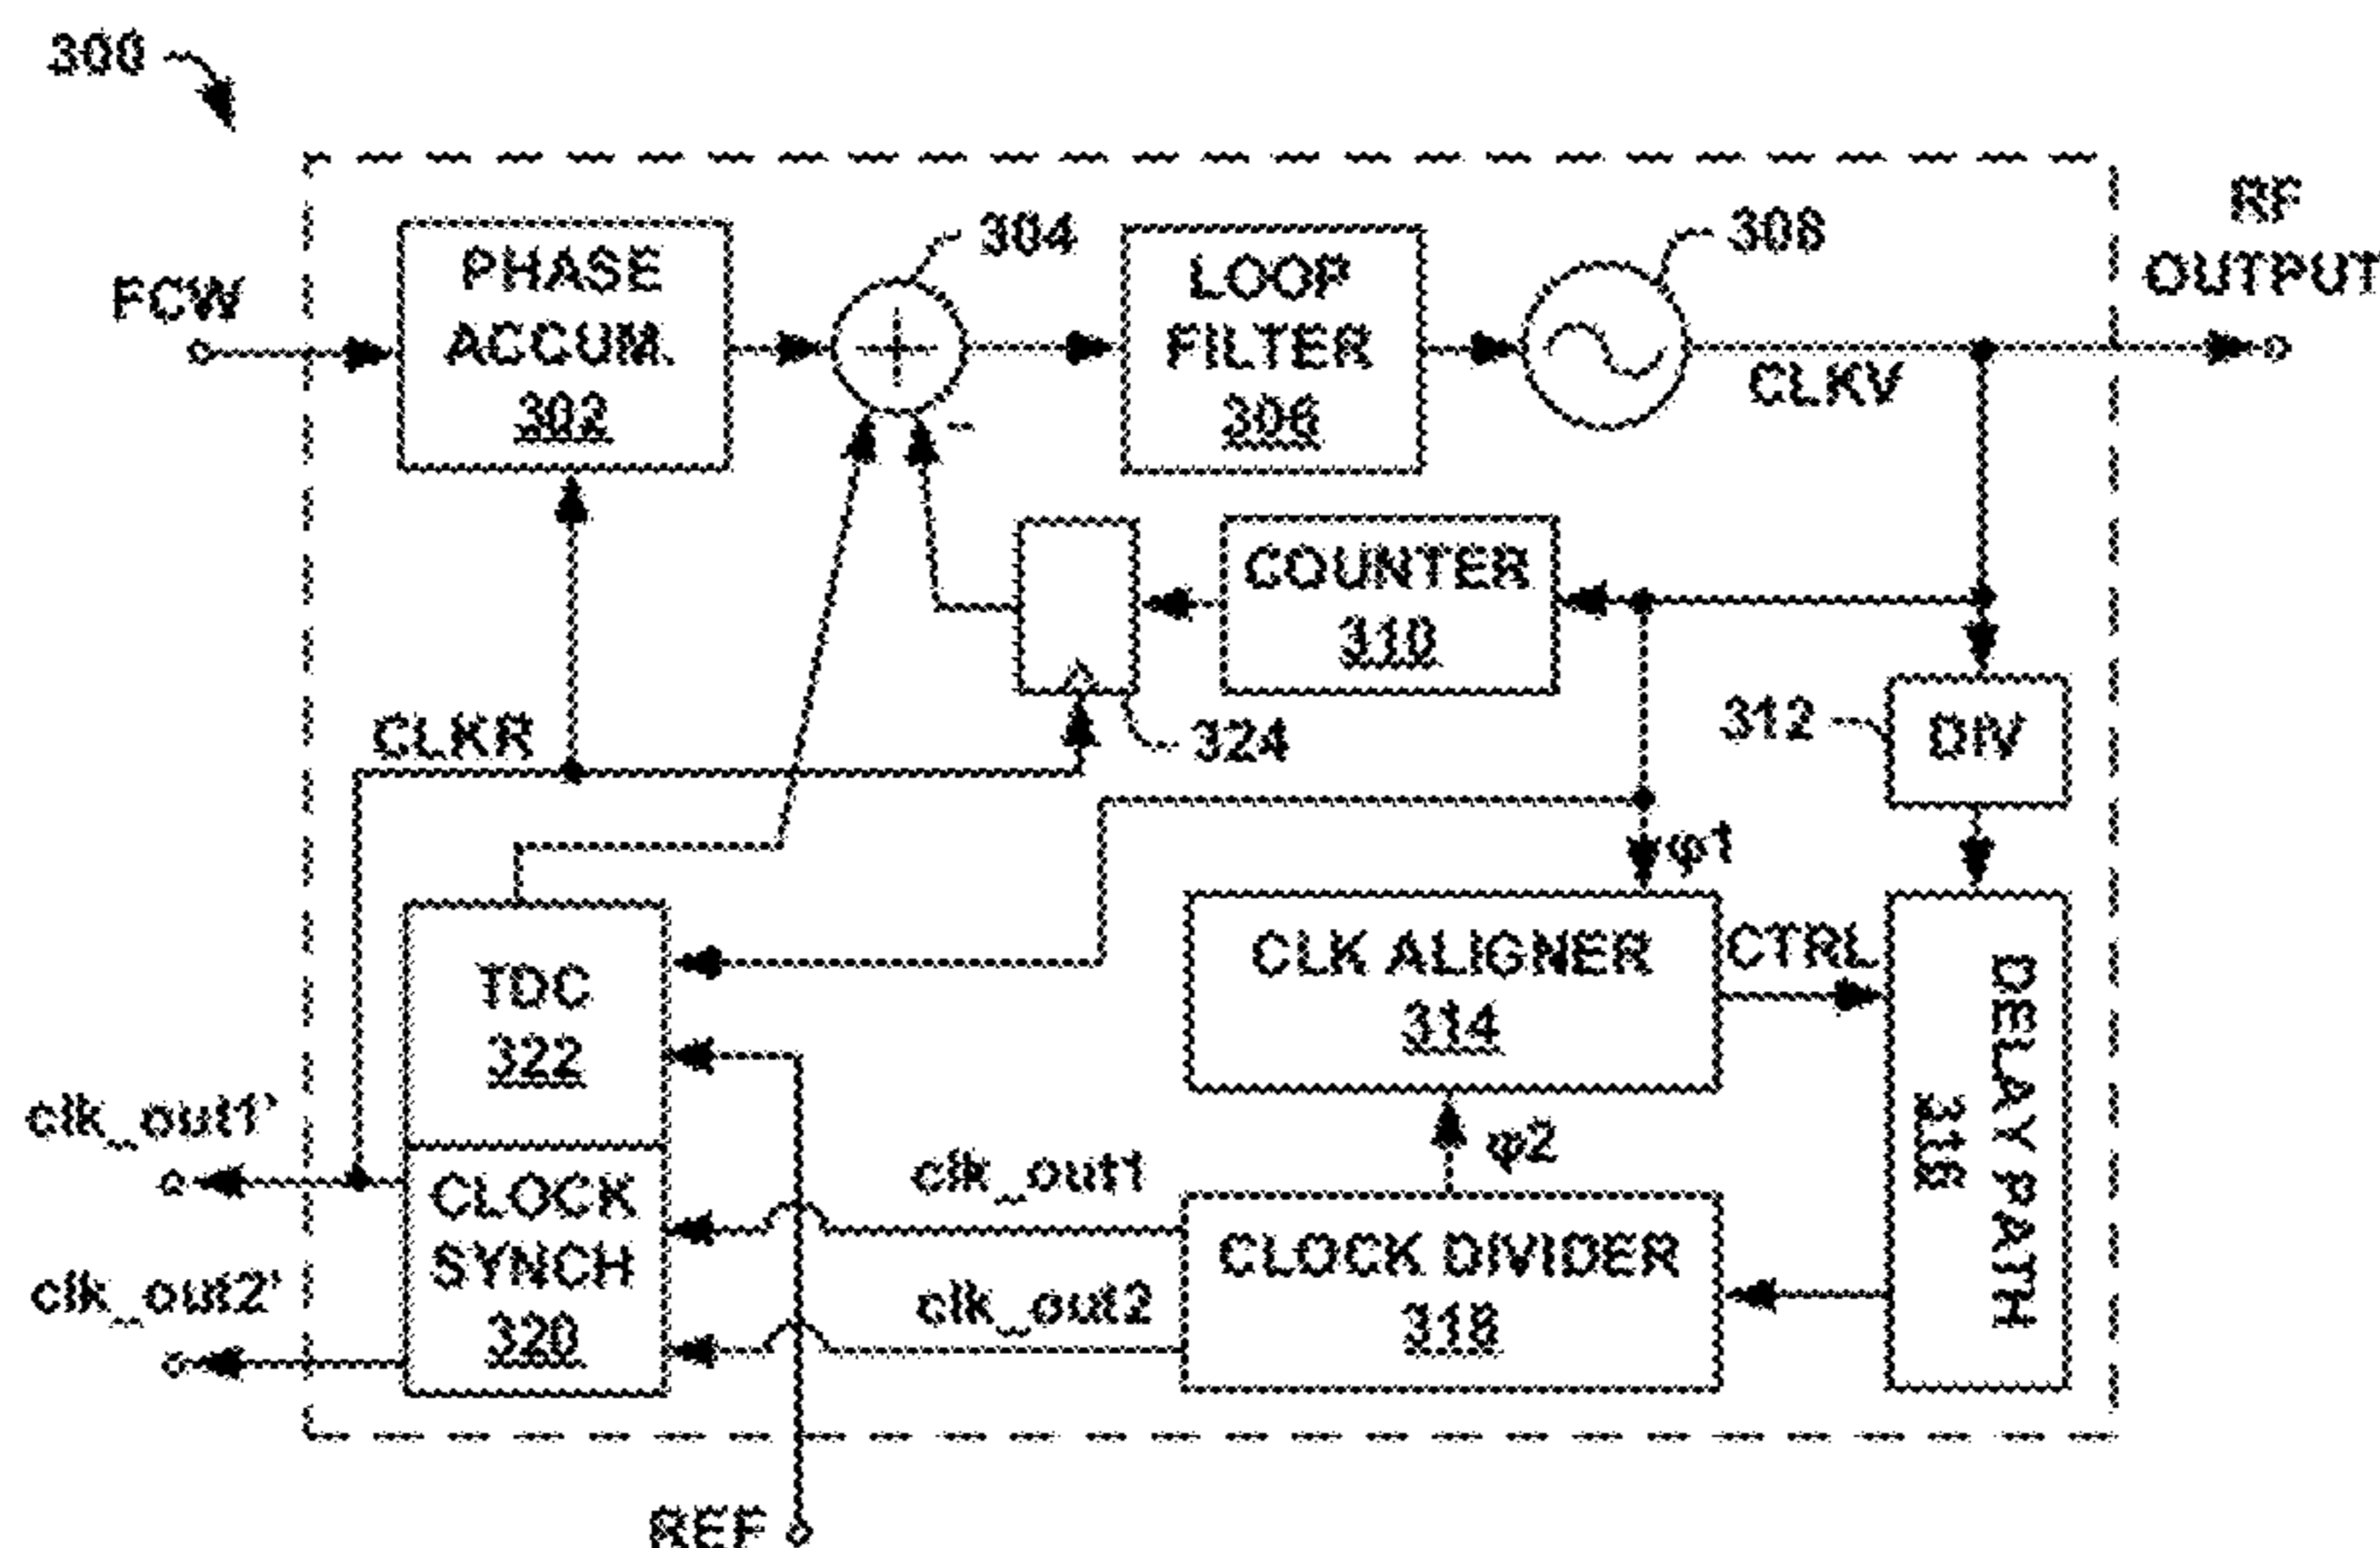 300
RF
OUTPUT
FCW
PHASE
ACCUM.
302
304
LOOP
FILTER
306
308
CLKV
-
COUNTER
310
324
312
DIV
CLKR
φ1
CLK ALIGNER
314
CTRL
DELAY PATH
316
TDC
322
clk_out1'
φ2
clk_out1
CLOCK
SYNCH
320
CLOCK DIVIDER
318
clk_out2'
clk_out2
REF